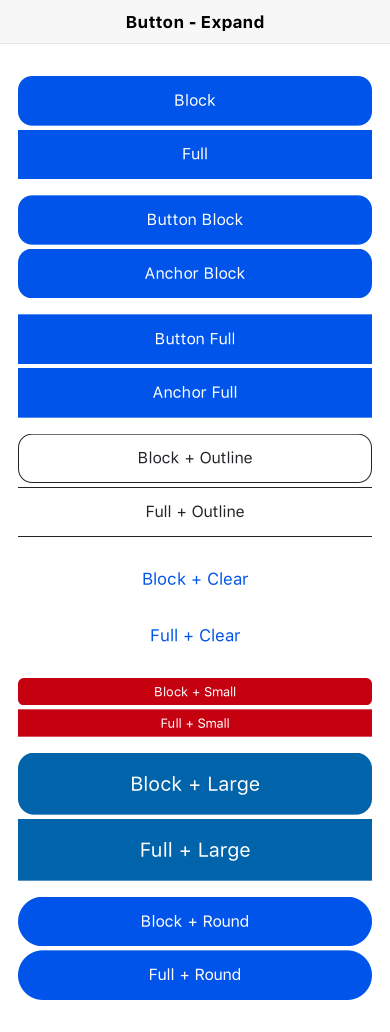 Button - Expand
Block
Full
Button Block
Anchor Block
Button Full
Anchor Full
Block + Outline
Full + Outline
Block + Clear
Full + Clear
Block + Small
Full + Small
Block + Large
Full + Large
Block + Round
Full + Round